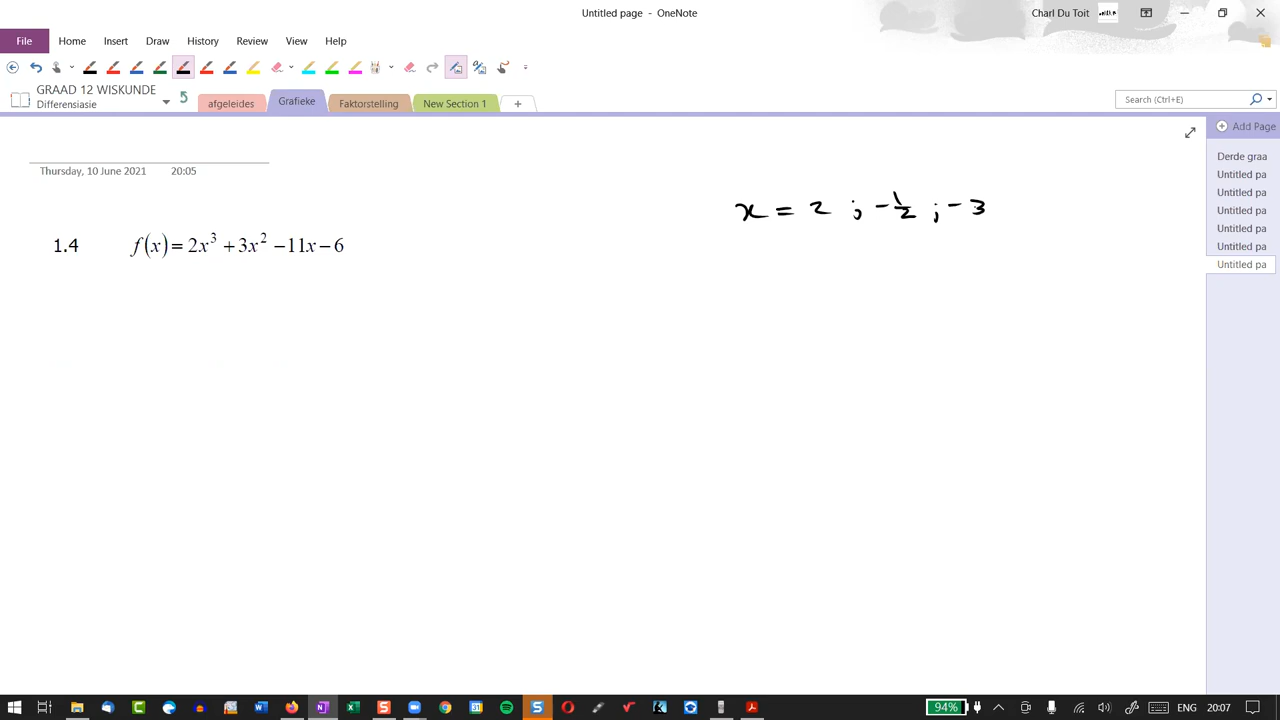 Untitled page - OneNote
Charl Du Toit
File Home Insert Draw History Review View Help
GRAAD 12 WISKUNDE
Differensiasie
afgeleides Grafieke Faktorstelling New Section 1 +
Search (Ctrl+E)
Add Page
Thursday, 10 June 2021 20:05
Derde graa
Untitled pa
Untitled pa
Untitled pa
Untitled pa
Untitled pa
Untitled pa
x = 2 ; -1/2 ; -3
1.4 f(x) = 2x³ + 3x² − 11x − 6
94%
ENG 20:07